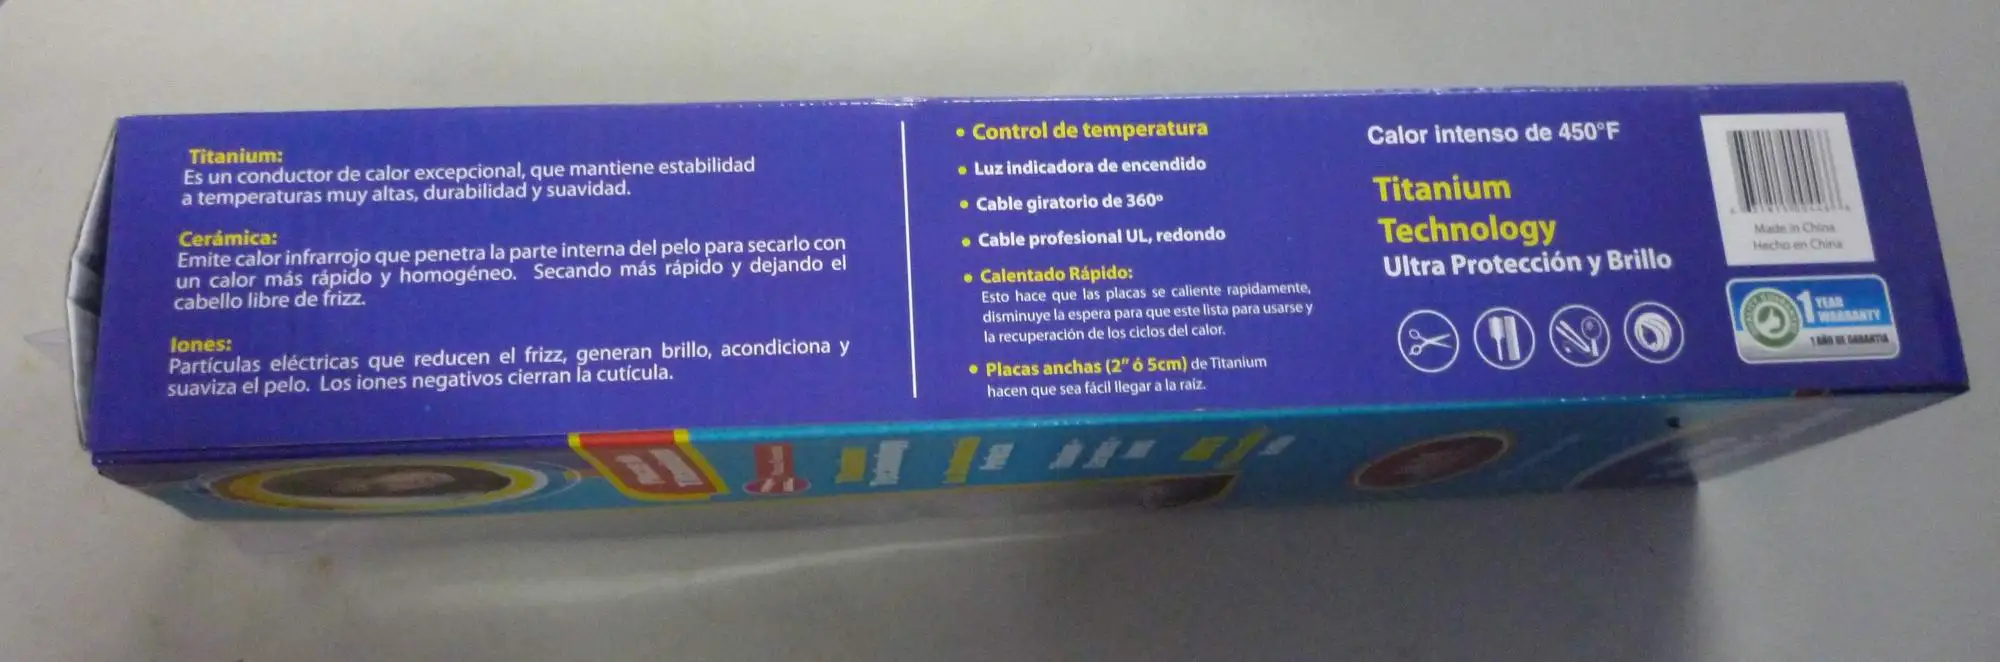 Titanium:
Es un conductor de calor excepcional, que mantiene estabilidad
a temperaturas muy altas, durabilidad y suavidad.
Cerámica:
Emite calor infrarrojo que penetra la parte interna del pelo para secarlo con
un calor más rápido y homogéneo. Secando más rápido y dejando el
cabello libre de frizz.
Iones:
Partículas eléctricas que reducen el frizz, generan brillo, acondiciona y
suaviza el pelo. Los iones negativos cierran la cutícula.
• Control de temperatura
• Luz indicadora de encendido
• Cable giratorio de 360º
• Cable profesional UL, redondo
• Calentado Rápido:
Esto hace que las placas se caliente rapidamente,
disminuye la espera para que este lista para usarse y
la recuperación de los ciclos del calor.
• Placas anchas (2" ó 5cm) de Titanium
hacen que sea fácil llegar a la raíz.
Calor intenso de 450°F
Titanium
Technology
Ultra Protección y Brillo
Made in China
Hecho en China
1 YEAR
WARRANTY
1 AÑO DE GARANTIA